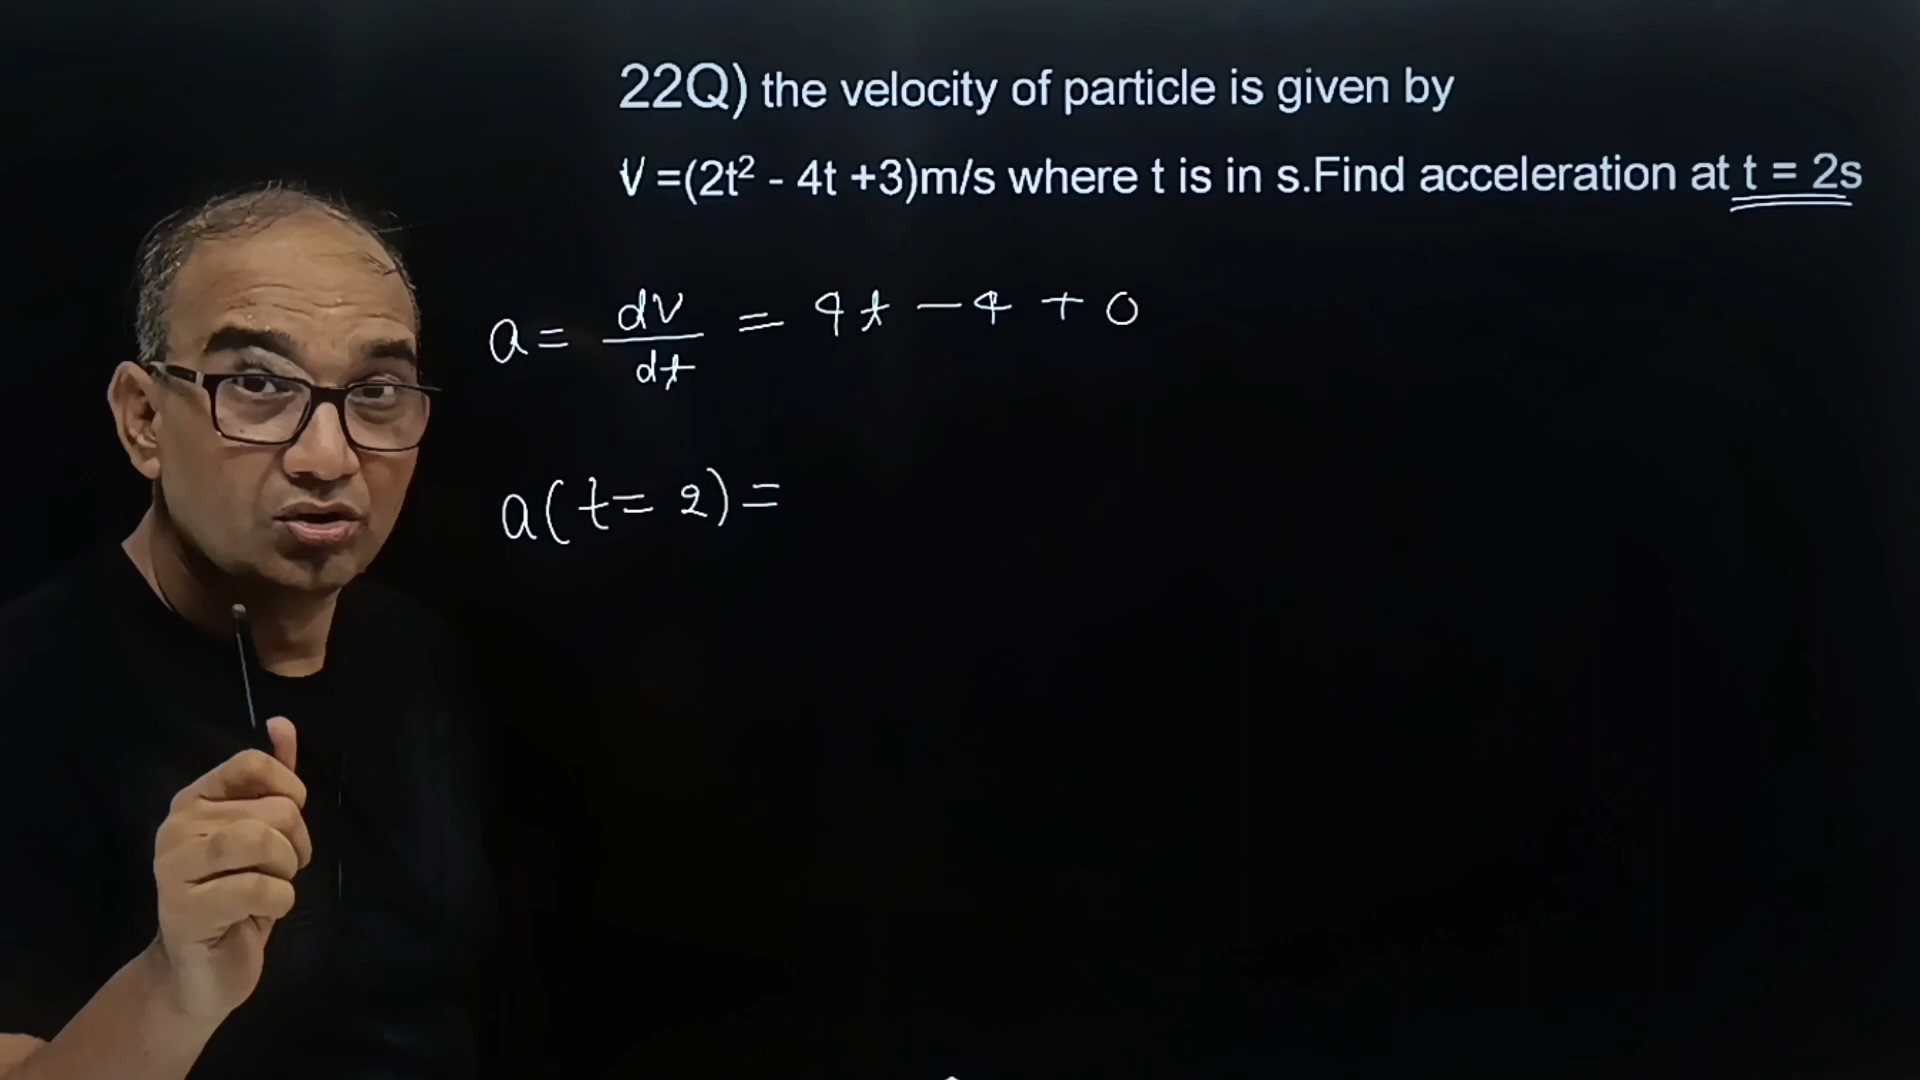 22Q) the velocity of particle is given by
V =(2t² - 4t +3)m/s where t is in s.Find acceleration at t = 2s
a = dv/dt = 4t - 4 + 0
a(t = 2) =